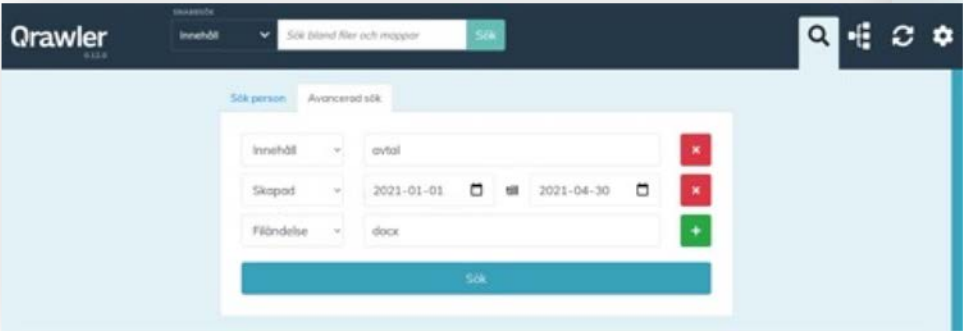 SNABBSÖK
Qrawler
Innehåll Sök bland filer och mappar Sök
Sök person Avancerad sök
Innehåll avtal
Skapad 2021-01-01 till 2021-04-30
Filändelse docx
Sök